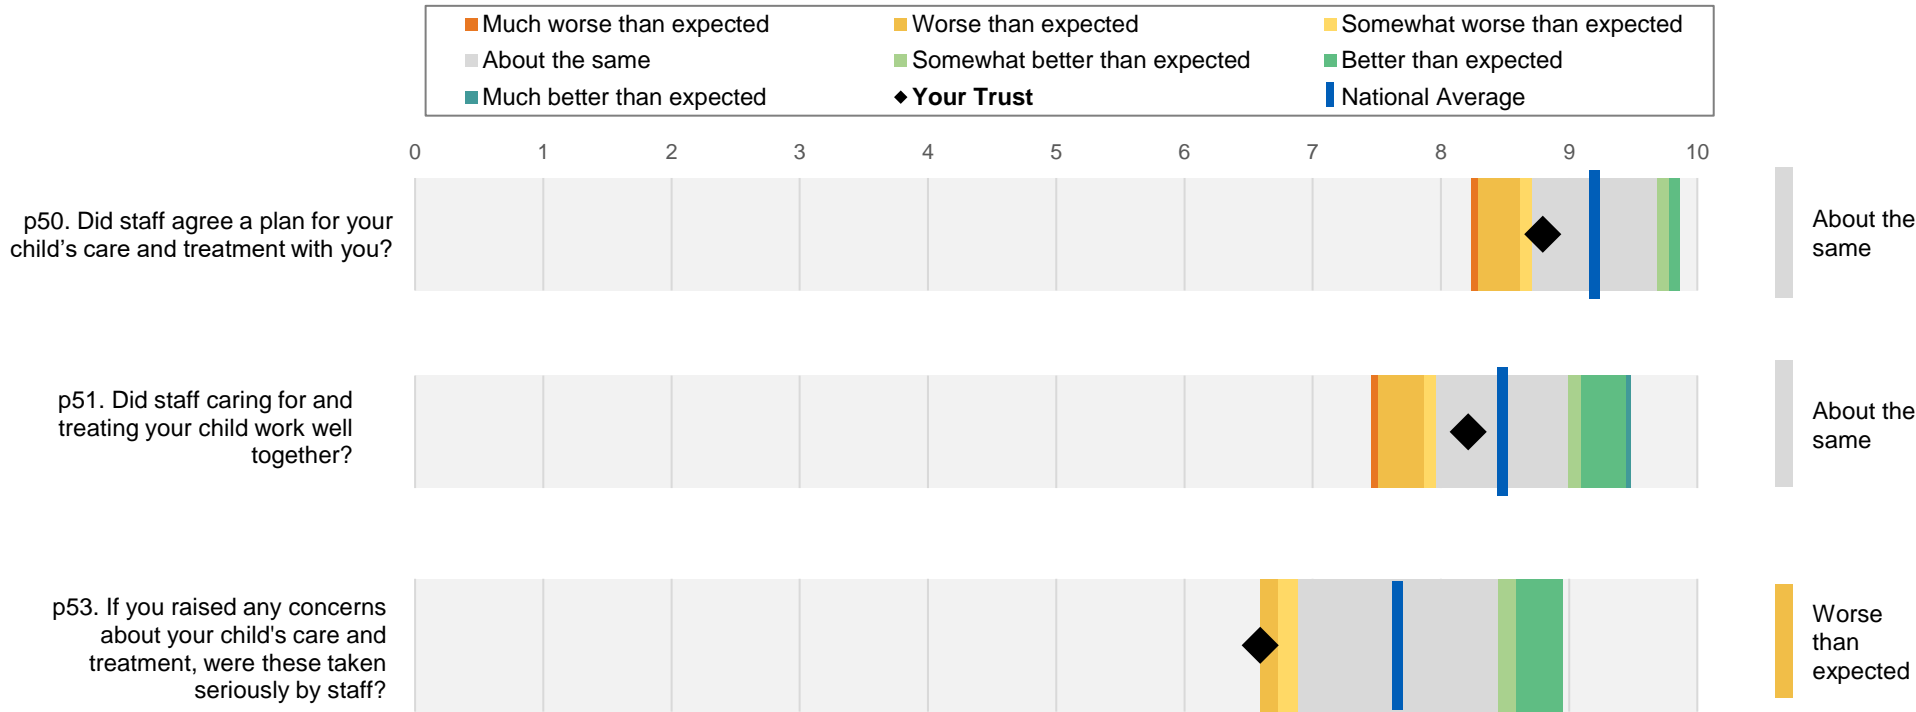 Much worse than expected
Worse than expected
Somewhat worse than expected
About the same
Somewhat better than expected
Better than expected
Much better than expected
Your Trust
National Average
0 1 2 3 4 5 6 7 8 9 10
p50. Did staff agree a plan for your
child’s care and treatment with you?
About the
same
p51. Did staff caring for and
treating your child work well
together?
About the
same
p53. If you raised any concerns
about your child's care and
treatment, were these taken
seriously by staff?
Worse
than
expected